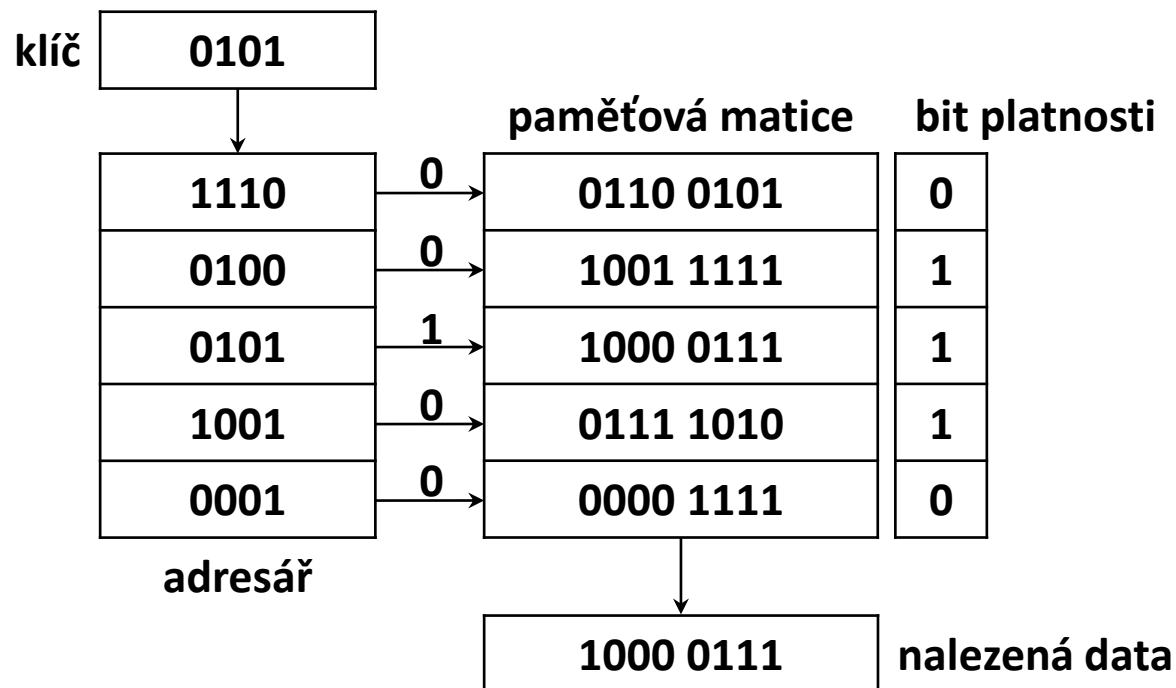 klíč 0101
paměťová matice bit platnosti
1110 0 0110 0101 0
0100 0 1001 1111 1
0101 1 1000 0111 1
1001 0 0111 1010 1
0001 0 0000 1111 0
adresář
1000 0111 nalezená data